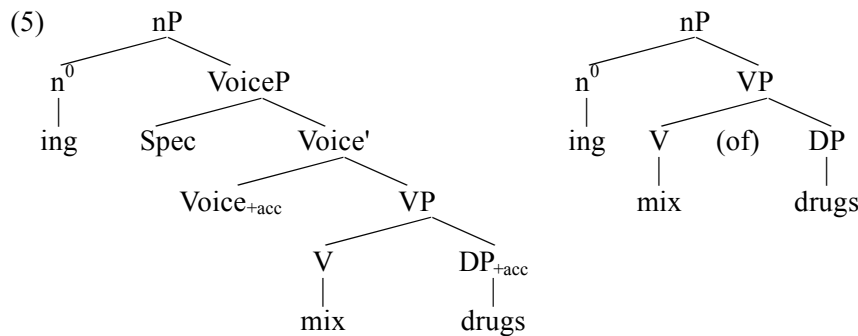 (5) nP nP
n⁰ VoiceP n⁰ VP
ing Spec Voice' ing V (of) DP
Voice+acc VP mix drugs
V DP+acc
mix drugs